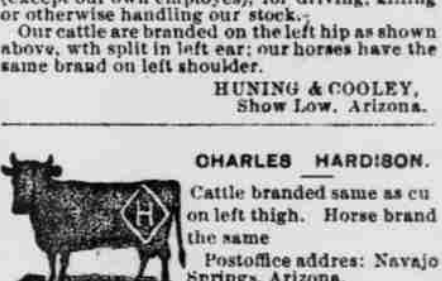 (except our own employes), for driving, killing
or otherwise handling our stock.
Our cattle are branded on the left hip as shown
above, wth split in left ear; our horses have the
same brand on left shoulder.
HUNING & COOLEY,
Show Low, Arizona.
CHARLES HARDISON.
Cattle branded same as cu
on left thigh. Horse brand
the same
Postoffice addres: Navajo
Springs, Arizona
H